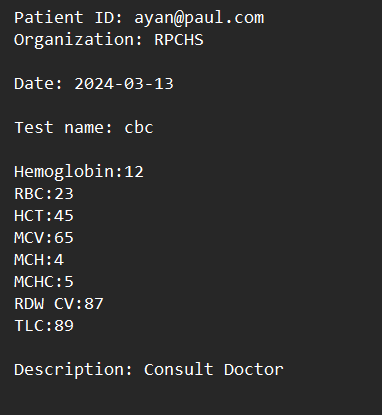 Patient ID: ayan@paul.com
Organization: RPCHS
Date: 2024-03-13
Test name: cbc
Hemoglobin:12
RBC:23
HCT:45
MCV:65
MCH:4
MCHC:5
RDW CV:87
TLC:89
Description: Consult Doctor